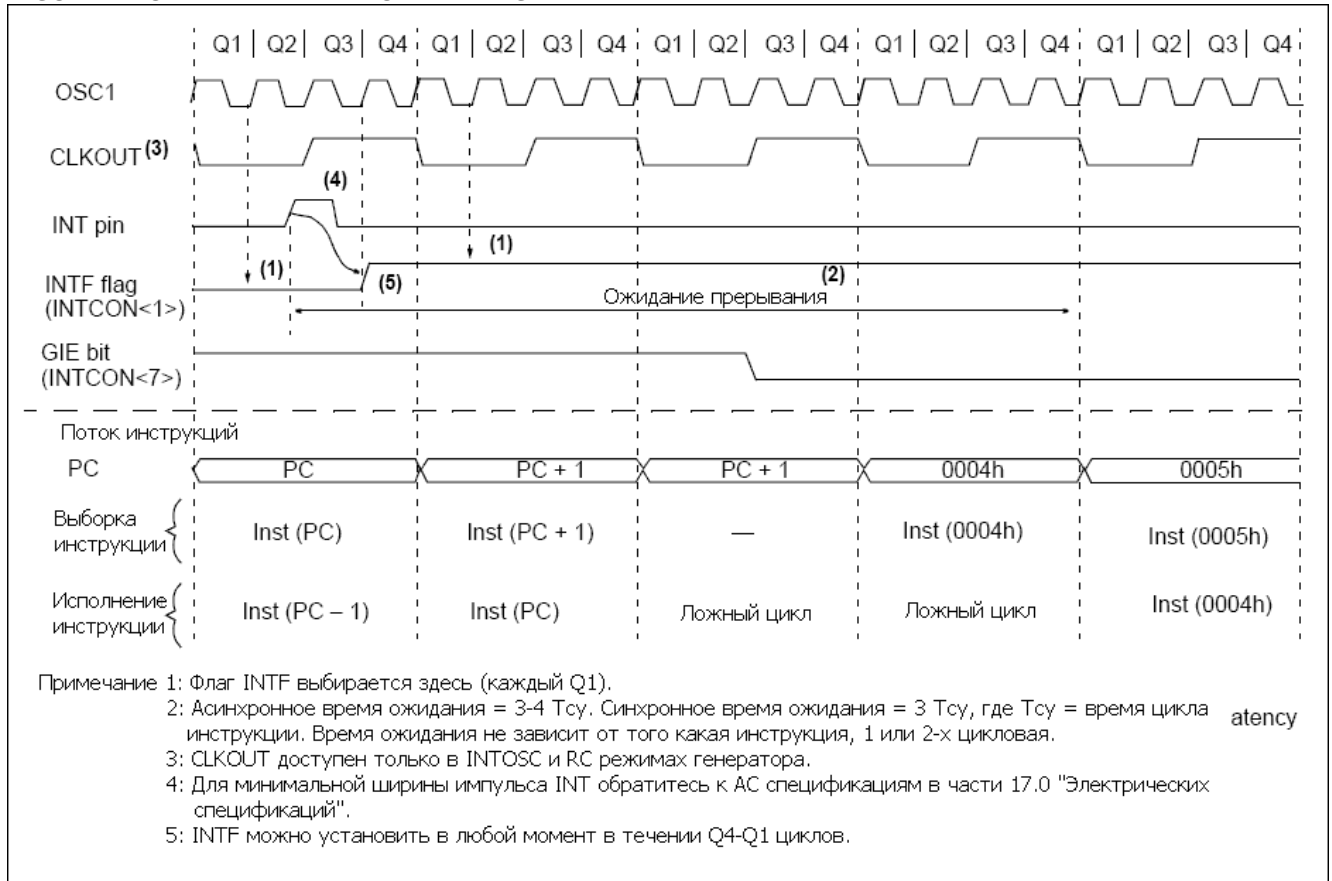 Q1 | Q2 | Q3 | Q4 Q1 | Q2 | Q3 | Q4 Q1 | Q2 | Q3 | Q4 Q1 | Q2 | Q3 | Q4 Q1 | Q2 | Q3 | Q4
OSC1
CLKOUT (3)
(4)
INT pin
(1)
(1) (5) (2)
INTF flag
(INTCON<1>)
Ожидание прерывания
GIE bit
(INTCON<7>)
Поток инструкций
PC PC PC + 1 PC + 1 0004h 0005h
Выборка
инструкции
Inst (PC) Inst (PC + 1) — Inst (0004h) Inst (0005h)
Исполнение
инструкции
Inst (PC – 1) Inst (PC) Ложный цикл Ложный цикл Inst (0004h)
Примечание 1: Флаг INTF выбирается здесь (каждый Q1).
2: Асинхронное время ожидания = 3-4 Tcy. Синхронное время ожидания = 3 Tcy, где Tcy = время цикла atency
инструкции. Время ожидания не зависит от того какая инструкция, 1 или 2-х цикловая.
3: CLKOUT доступен только в INTOSC и RC режимах генератора.
4: Для минимальной ширины импульса INT обратитесь к AC спецификациям в части 17.0 "Электрических
спецификаций".
5: INTF можно установить в любой момент в течении Q4-Q1 циклов.